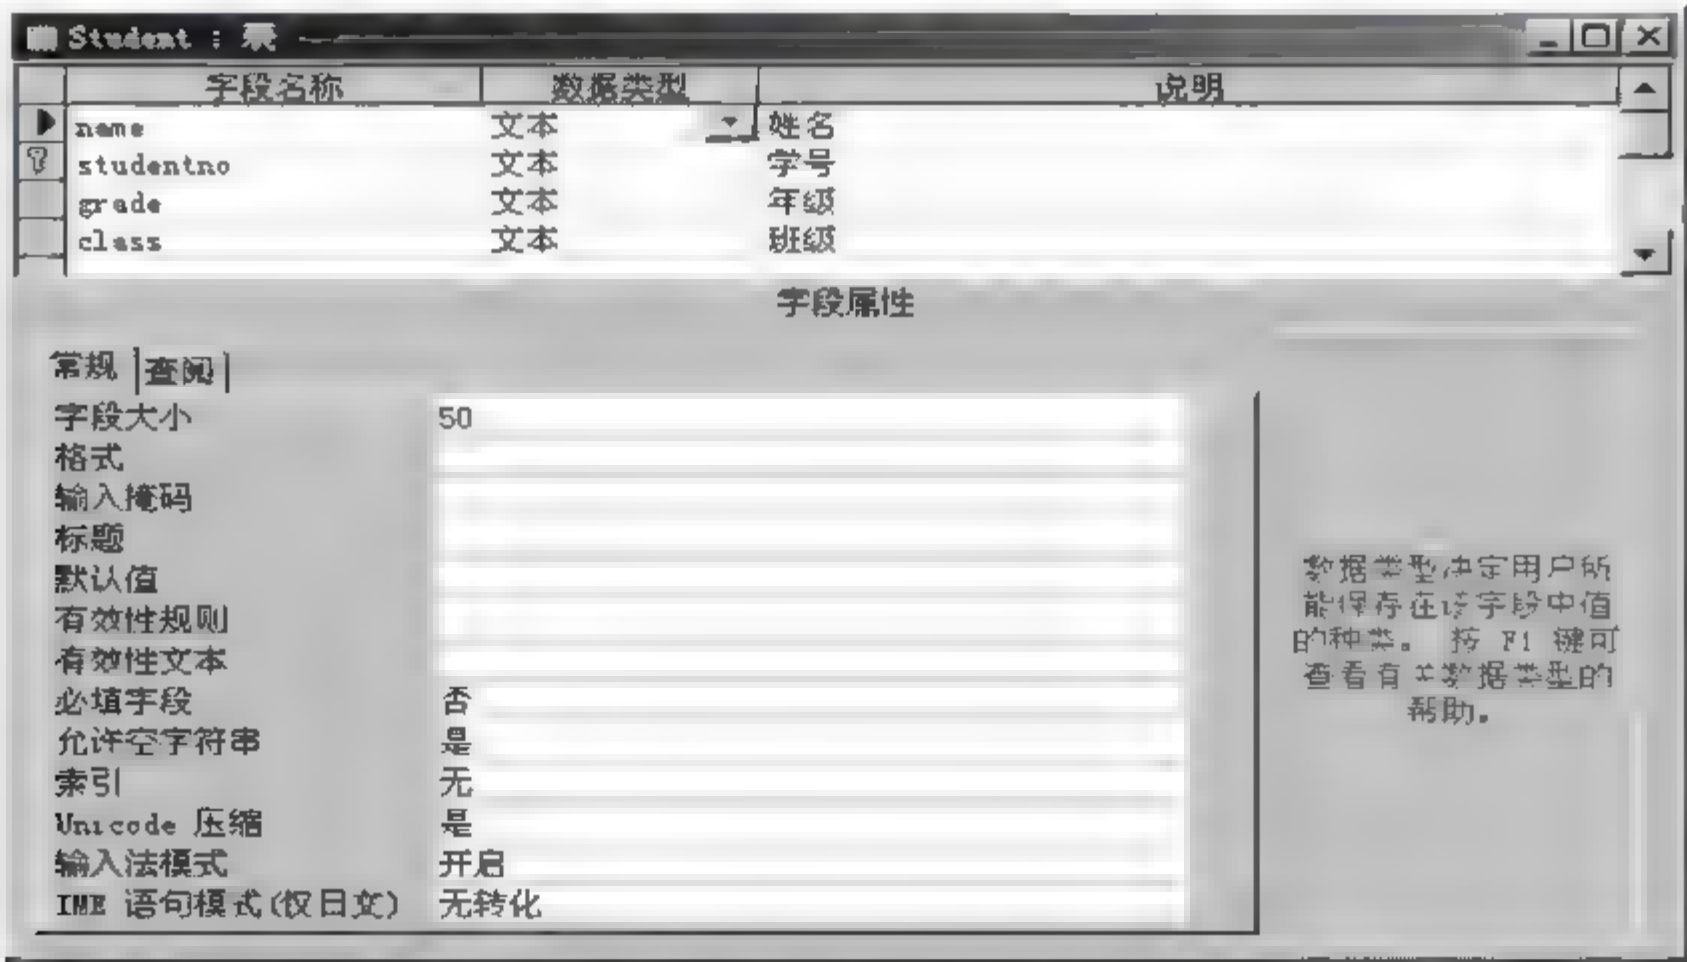 Student : 表
字段名称 数据类型 说明
name 文本 姓名
studentno 文本 学号
grade 文本 年级
class 文本 班级
字段属性
常规 查阅
字段大小 50
格式
输入掩码
标题
默认值
有效性规则
有效性文本
必填字段 否
允许空字符串 是
索引 无
Unicode 压缩 是
输入法模式 开启
IME 语句模式(仅日文) 无转化
数据类型决定用户所
能保存在该字段中值
的种类。 按 F1 键可
查看有关数据类型的
帮助。